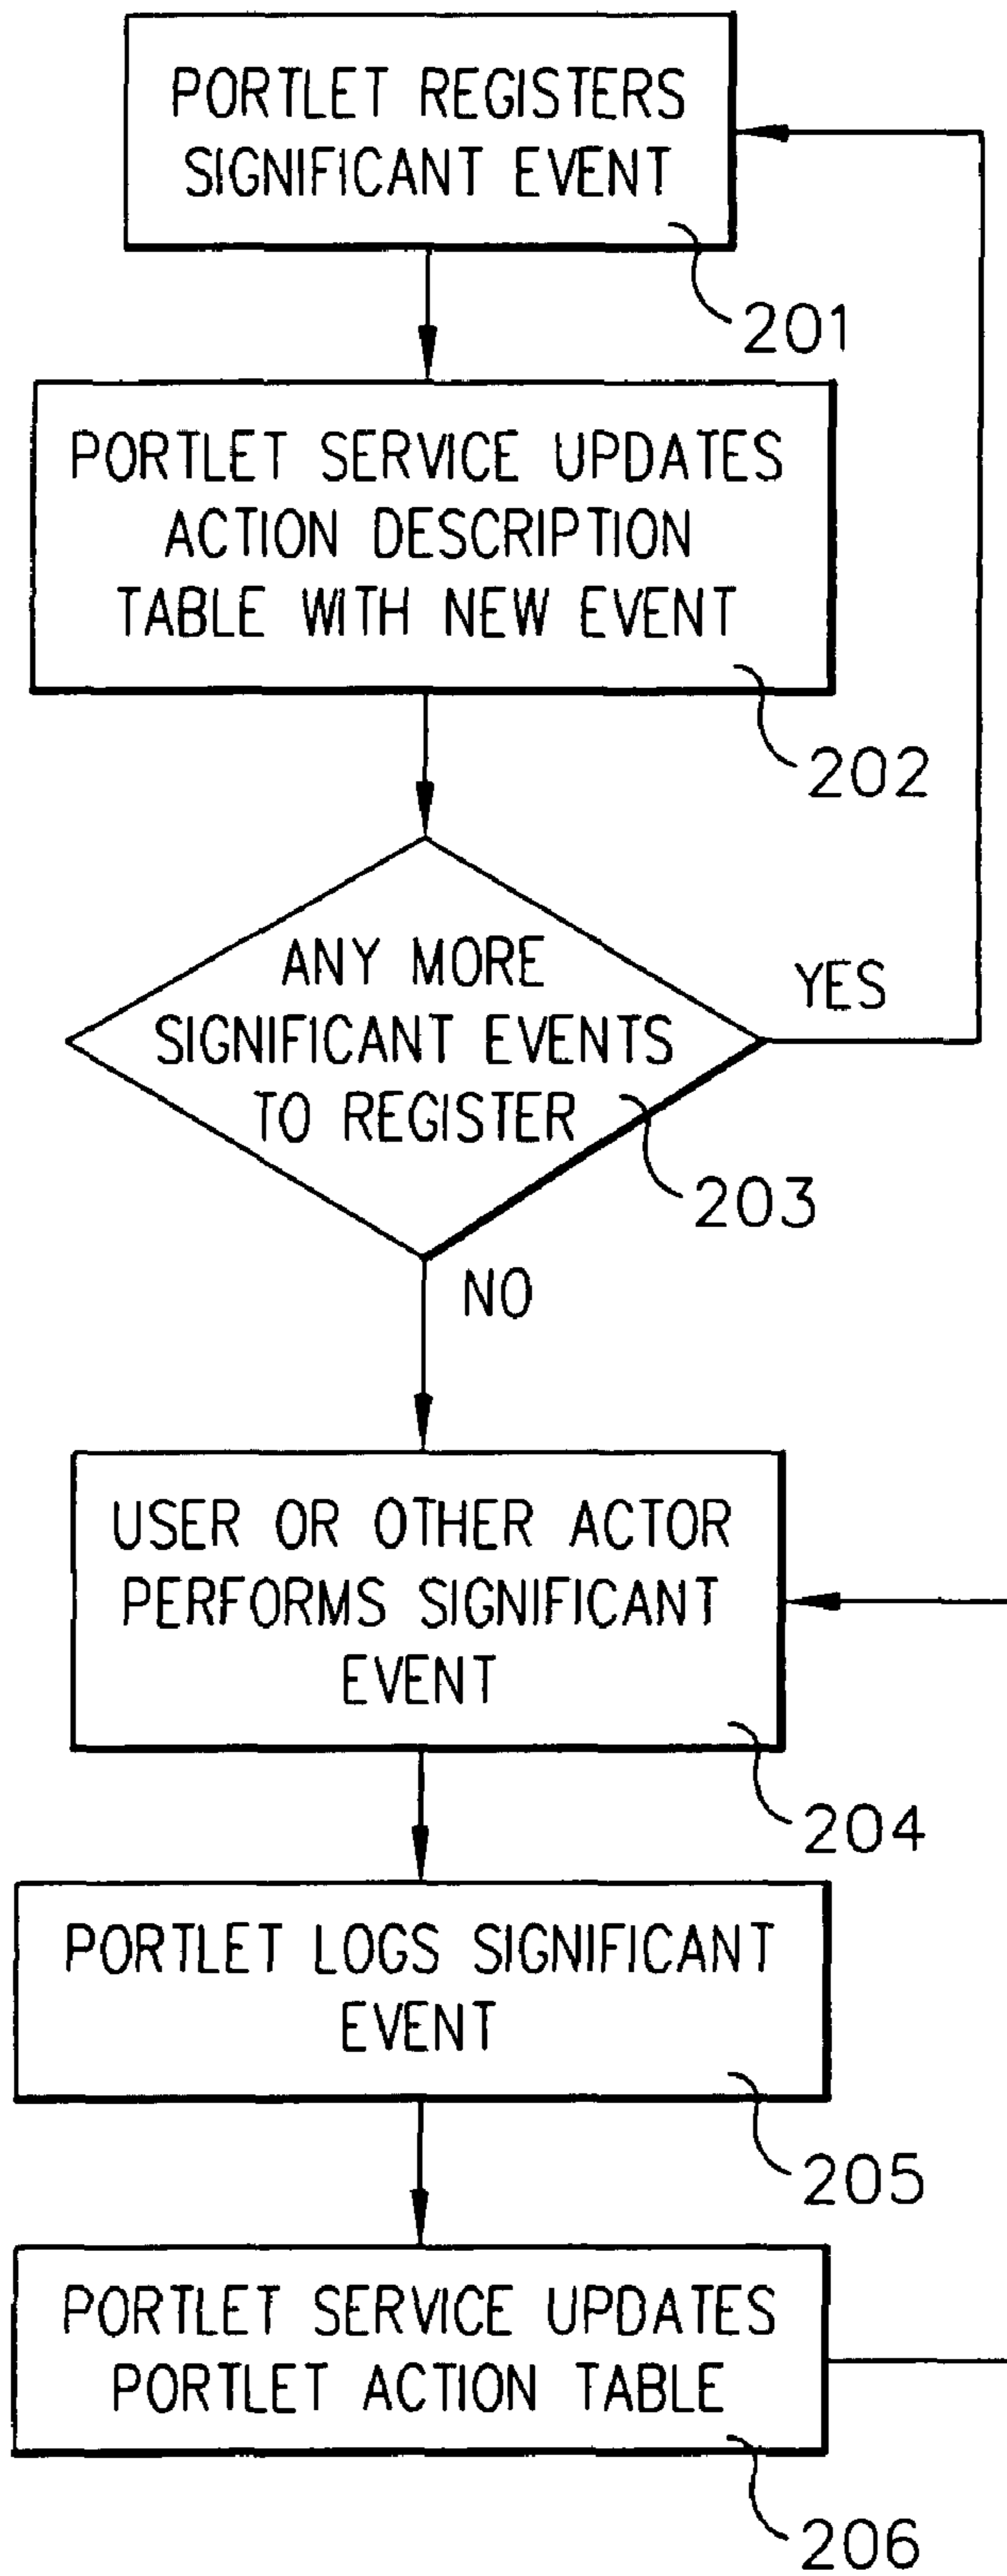 PORTLET REGISTERS
SIGNIFICANT EVENT
201
PORTLET SERVICE UPDATES
ACTION DESCRIPTION
TABLE WITH NEW EVENT
202
ANY MORE
SIGNIFICANT EVENTS
TO REGISTER
YES
203
NO
USER OR OTHER ACTOR
PERFORMS SIGNIFICANT
EVENT
204
PORTLET LOGS SIGNIFICANT
EVENT
205
PORTLET SERVICE UPDATES
PORTLET ACTION TABLE
206